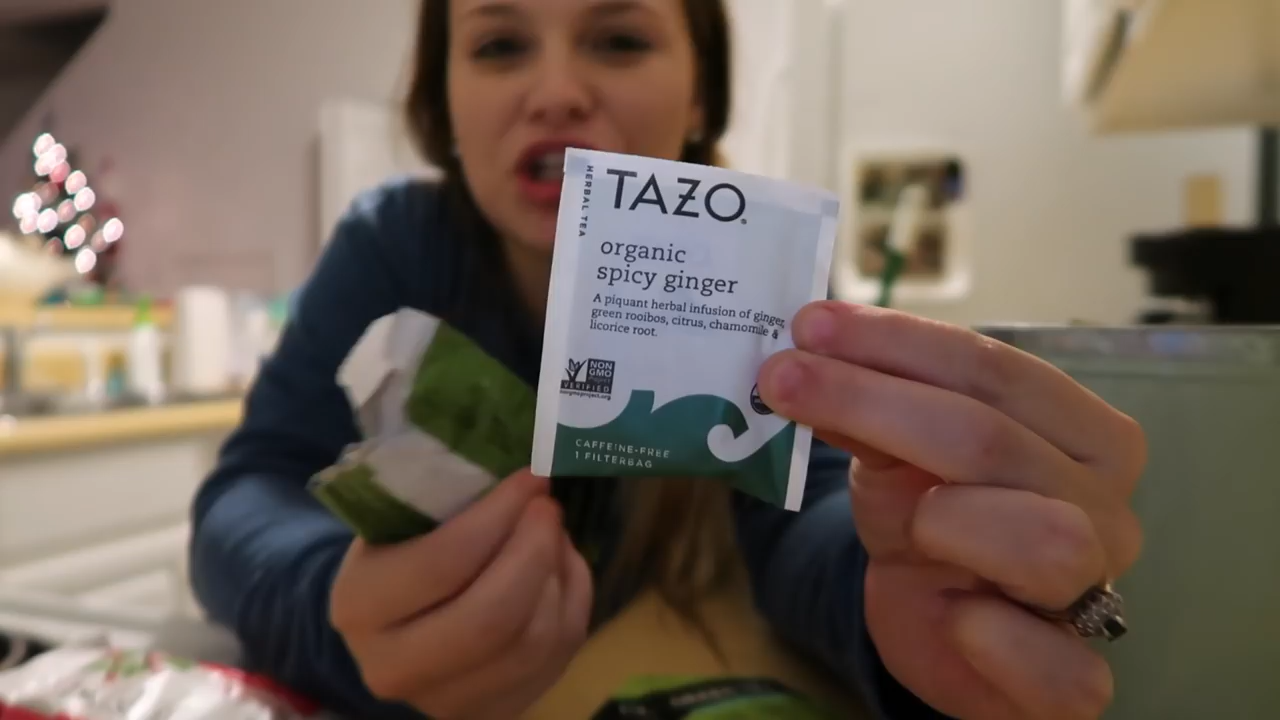 HERBAL TEA
TAZO
organic
spicy ginger
A piquant herbal infusion of ginger,
green rooibos, citrus, chamomile &
licorice root.
NON
GMO
Project
VERIFIED
nongmoproject.org
CAFFEINE-FREE
1 FILTERBAG